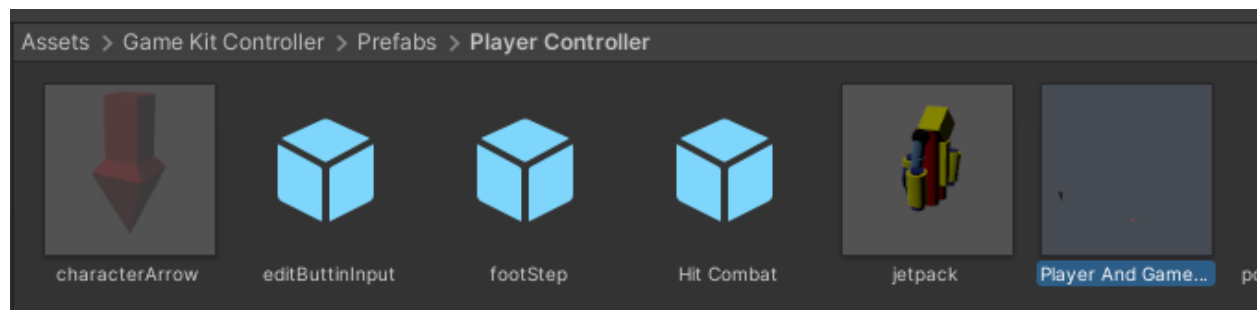 Assets > Game Kit Controller > Prefabs > Player Controller
characterArrow
editButtinInput
footStep
Hit Combat
jetpack
Player And Game...